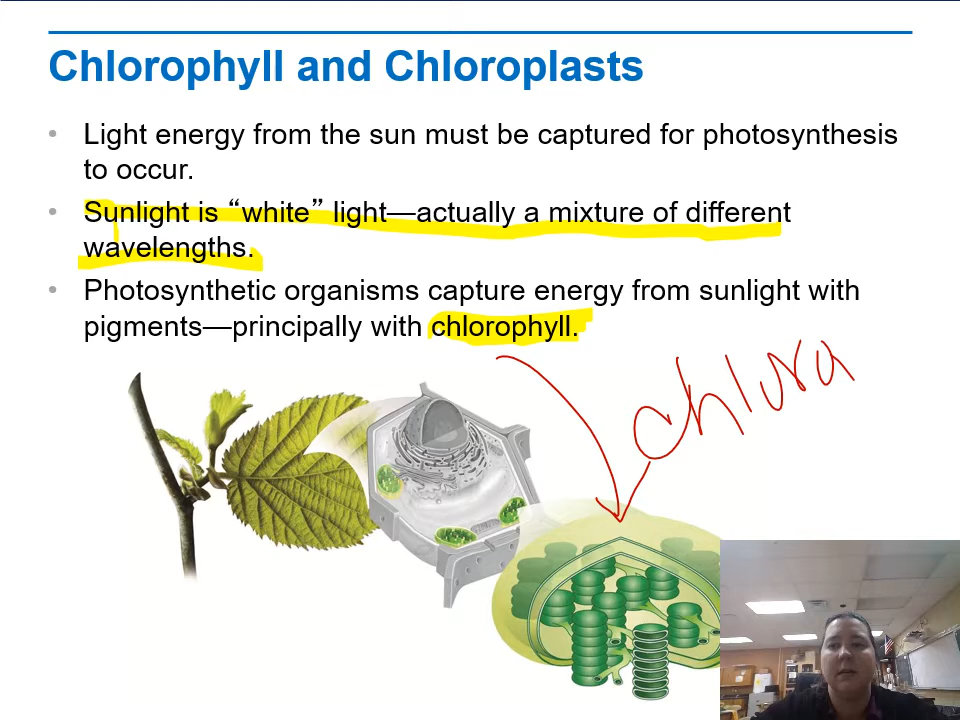 Chlorophyll and Chloroplasts
• Light energy from the sun must be captured for photosynthesis
to occur.
• Sunlight is “white” light—actually a mixture of different
wavelengths.
• Photosynthetic organisms capture energy from sunlight with
pigments—principally with chlorophyll.
chloro